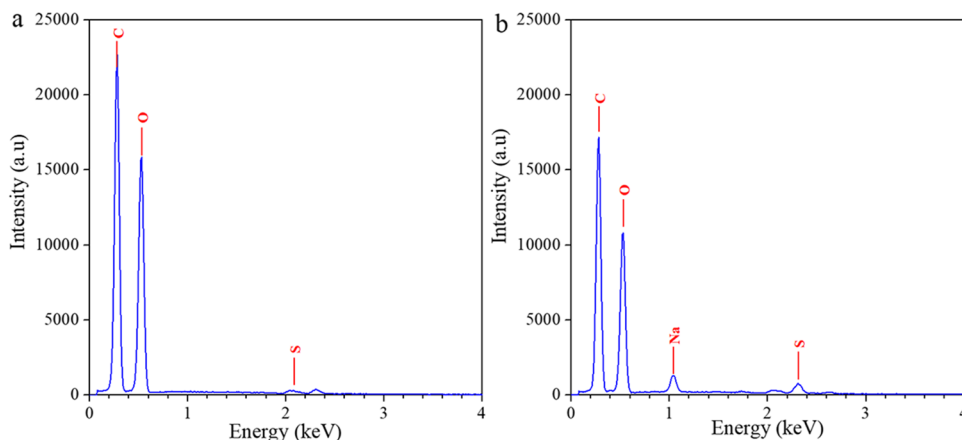 a
25000
20000
15000
10000
5000
0
Intensity (a.u)
C
O
S
0 1 2 3 4
Energy (keV)
b
25000
20000
15000
10000
5000
0
Intensity (a.u)
C
O
Na
S
0 1 2 3 4
Energy (keV)